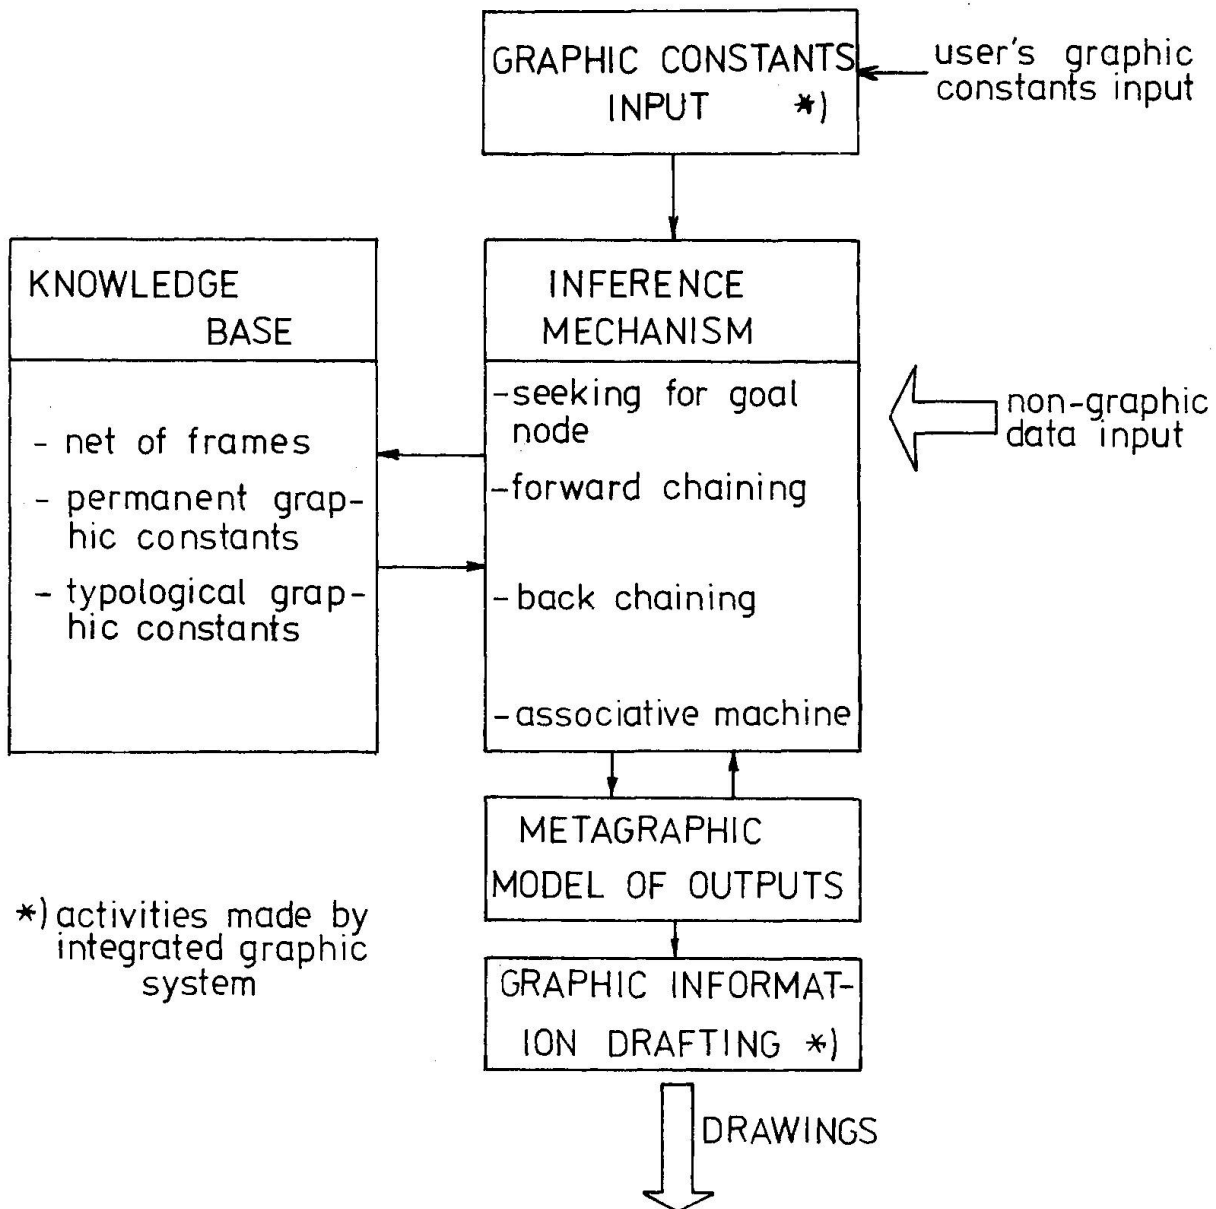 GRAPHIC CONSTANTS
INPUT *)
user's graphic
constants input
KNOWLEDGE
BASE
- net of frames
- permanent grap-
hic constants
- typological grap-
hic constants
INFERENCE
MECHANISM
-seeking for goal
node
-forward chaining
-back chaining
-associative machine
non-graphic
data input
METAGRAPHIC
MODEL OF OUTPUTS
*) activities made by
integrated graphic
system
GRAPHIC INFORMAT-
ION DRAFTING *)
DRAWINGS